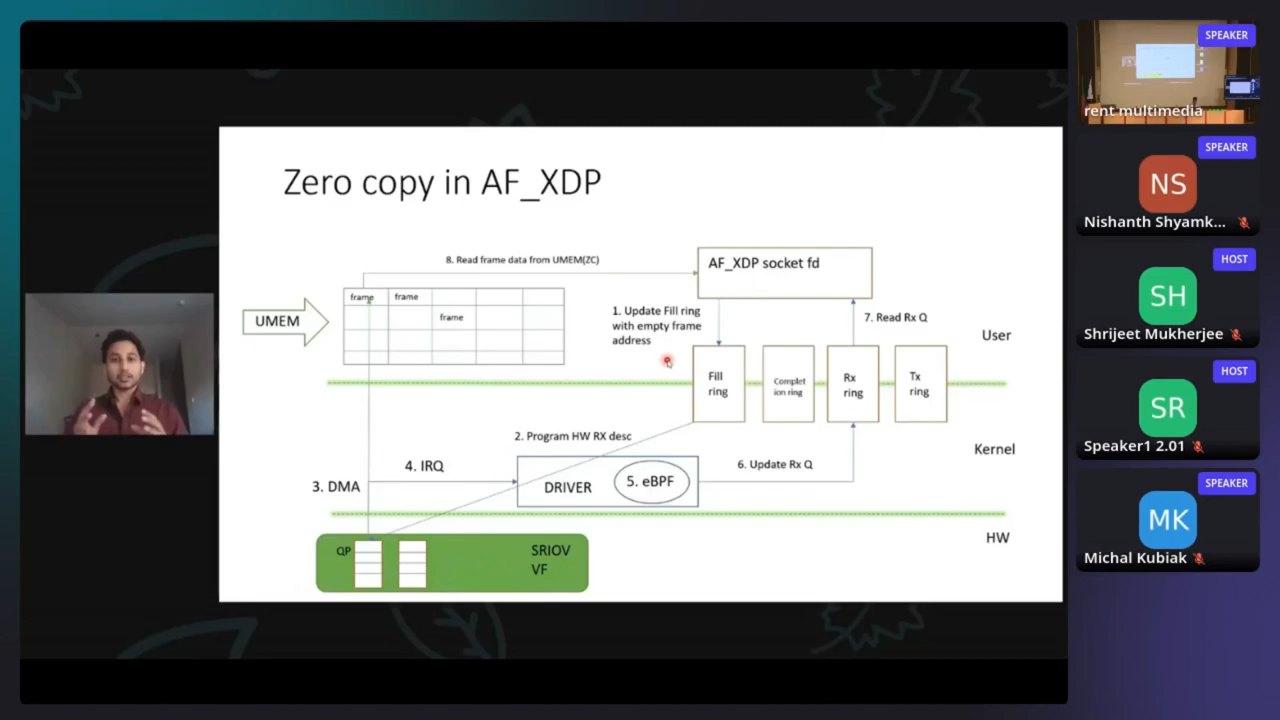 Zero copy in AF_XDP
8. Read frame data from UMEM(ZC)
AF_XDP socket fd
frame
frame
frame
UMEM
1. Update Fill ring
with empty frame
address
7. Read Rx Q
User
Fill
ring
Complet
ion ring
Rx
ring
Tx
ring
2. Program HW RX desc
Kernel
4. IRQ
6. Update Rx Q
3. DMA
DRIVER
5. eBPF
HW
QP
SRIOV
VF
SPEAKER
rent multimedia
SPEAKER
NS
Nishanth Shyamk...
HOST
SH
Shrijeet Mukherjee
HOST
SR
Speaker1 2.01
SPEAKER
MK
Michal Kubiak